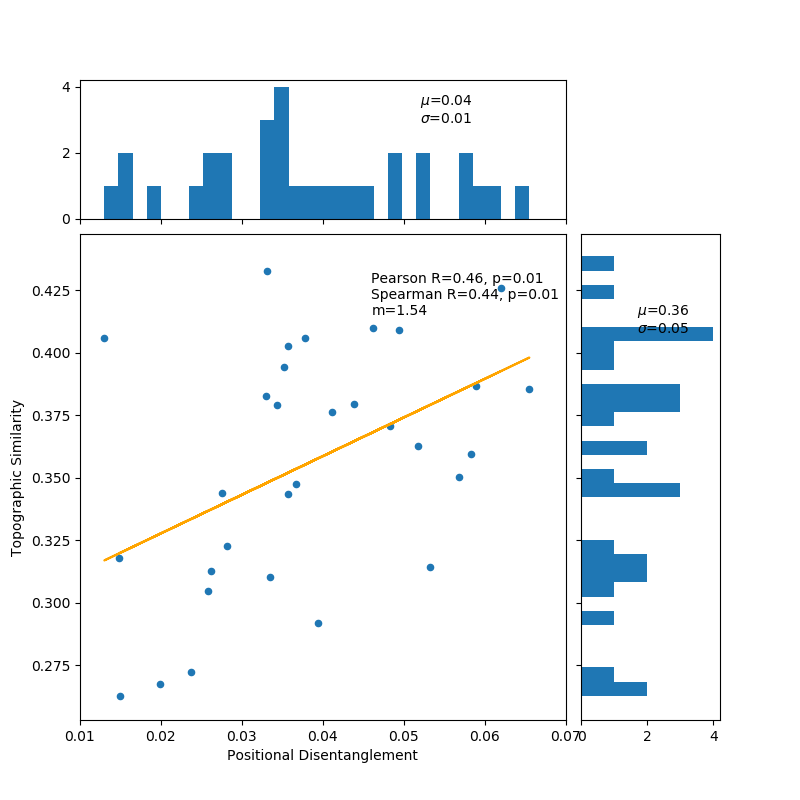 4
2
0
μ=0.04
σ=0.01
Topographic Similarity
0.425
0.400
0.375
0.350
0.325
0.300
0.275
Pearson R=0.46, p=0.01
Spearman R=0.44, p=0.01
m=1.54
μ=0.36
σ=0.05
0.01 0.02 0.03 0.04 0.05 0.06 0.07
0 2 4
Positional Disentanglement